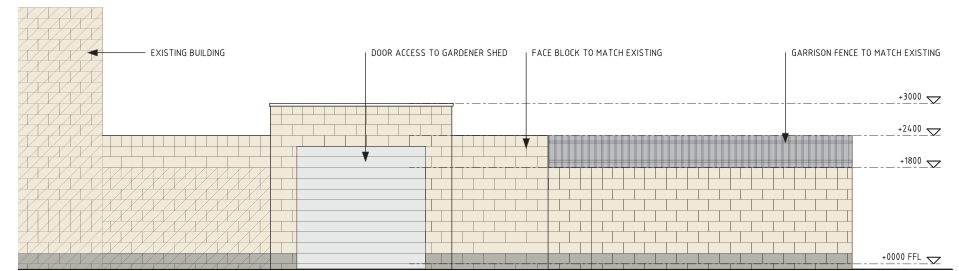 EXISTING BUILDING
DOOR ACCESS TO GARDENER SHED
FACE BLOCK TO MATCH EXISTING
GARRISON FENCE TO MATCH EXISTING
+3000
+2400
+1800
+0000 FFL